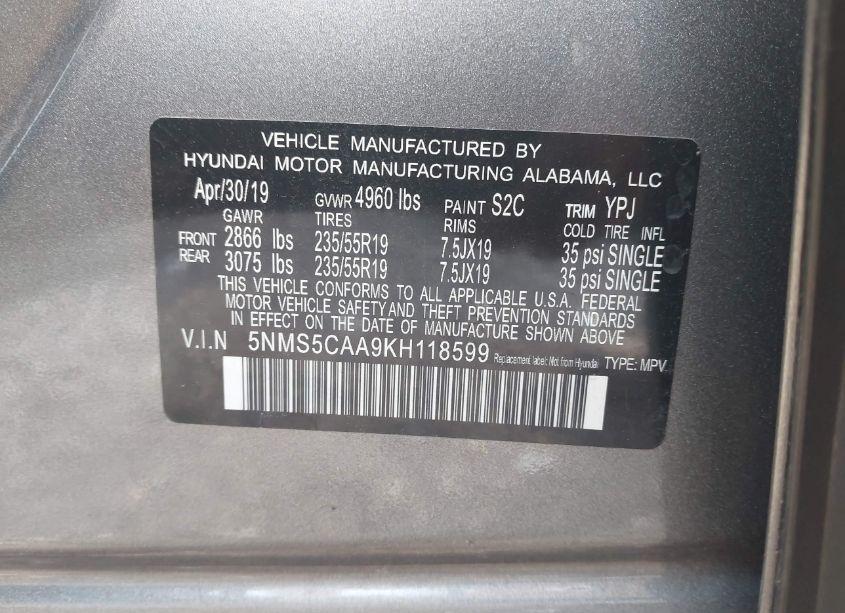 VEHICLE MANUFACTURED BY
HYUNDAI MOTOR MANUFACTURING ALABAMA, LLC
Apr/30/19 GVWR 4960 lbs PAINT S2C TRIM YPJ
GAWR TIRES RIMS COLD TIRE INFL
FRONT 2866 lbs 235/55R19 7.5JX19 35 psi SINGLE
REAR 3075 lbs 235/55R19 7.5JX19 35 psi SINGLE
THIS VEHICLE CONFORMS TO ALL APPLICABLE U.S.A. FEDERAL
MOTOR VEHICLE SAFETY AND THEFT PREVENTION STANDARDS
IN EFFECT ON THE DATE OF MANUFACTURE SHOWN ABOVE
V.I.N 5NMS5CAA9KH118599 Replacement label: Not from Hyundai TYPE: MPV